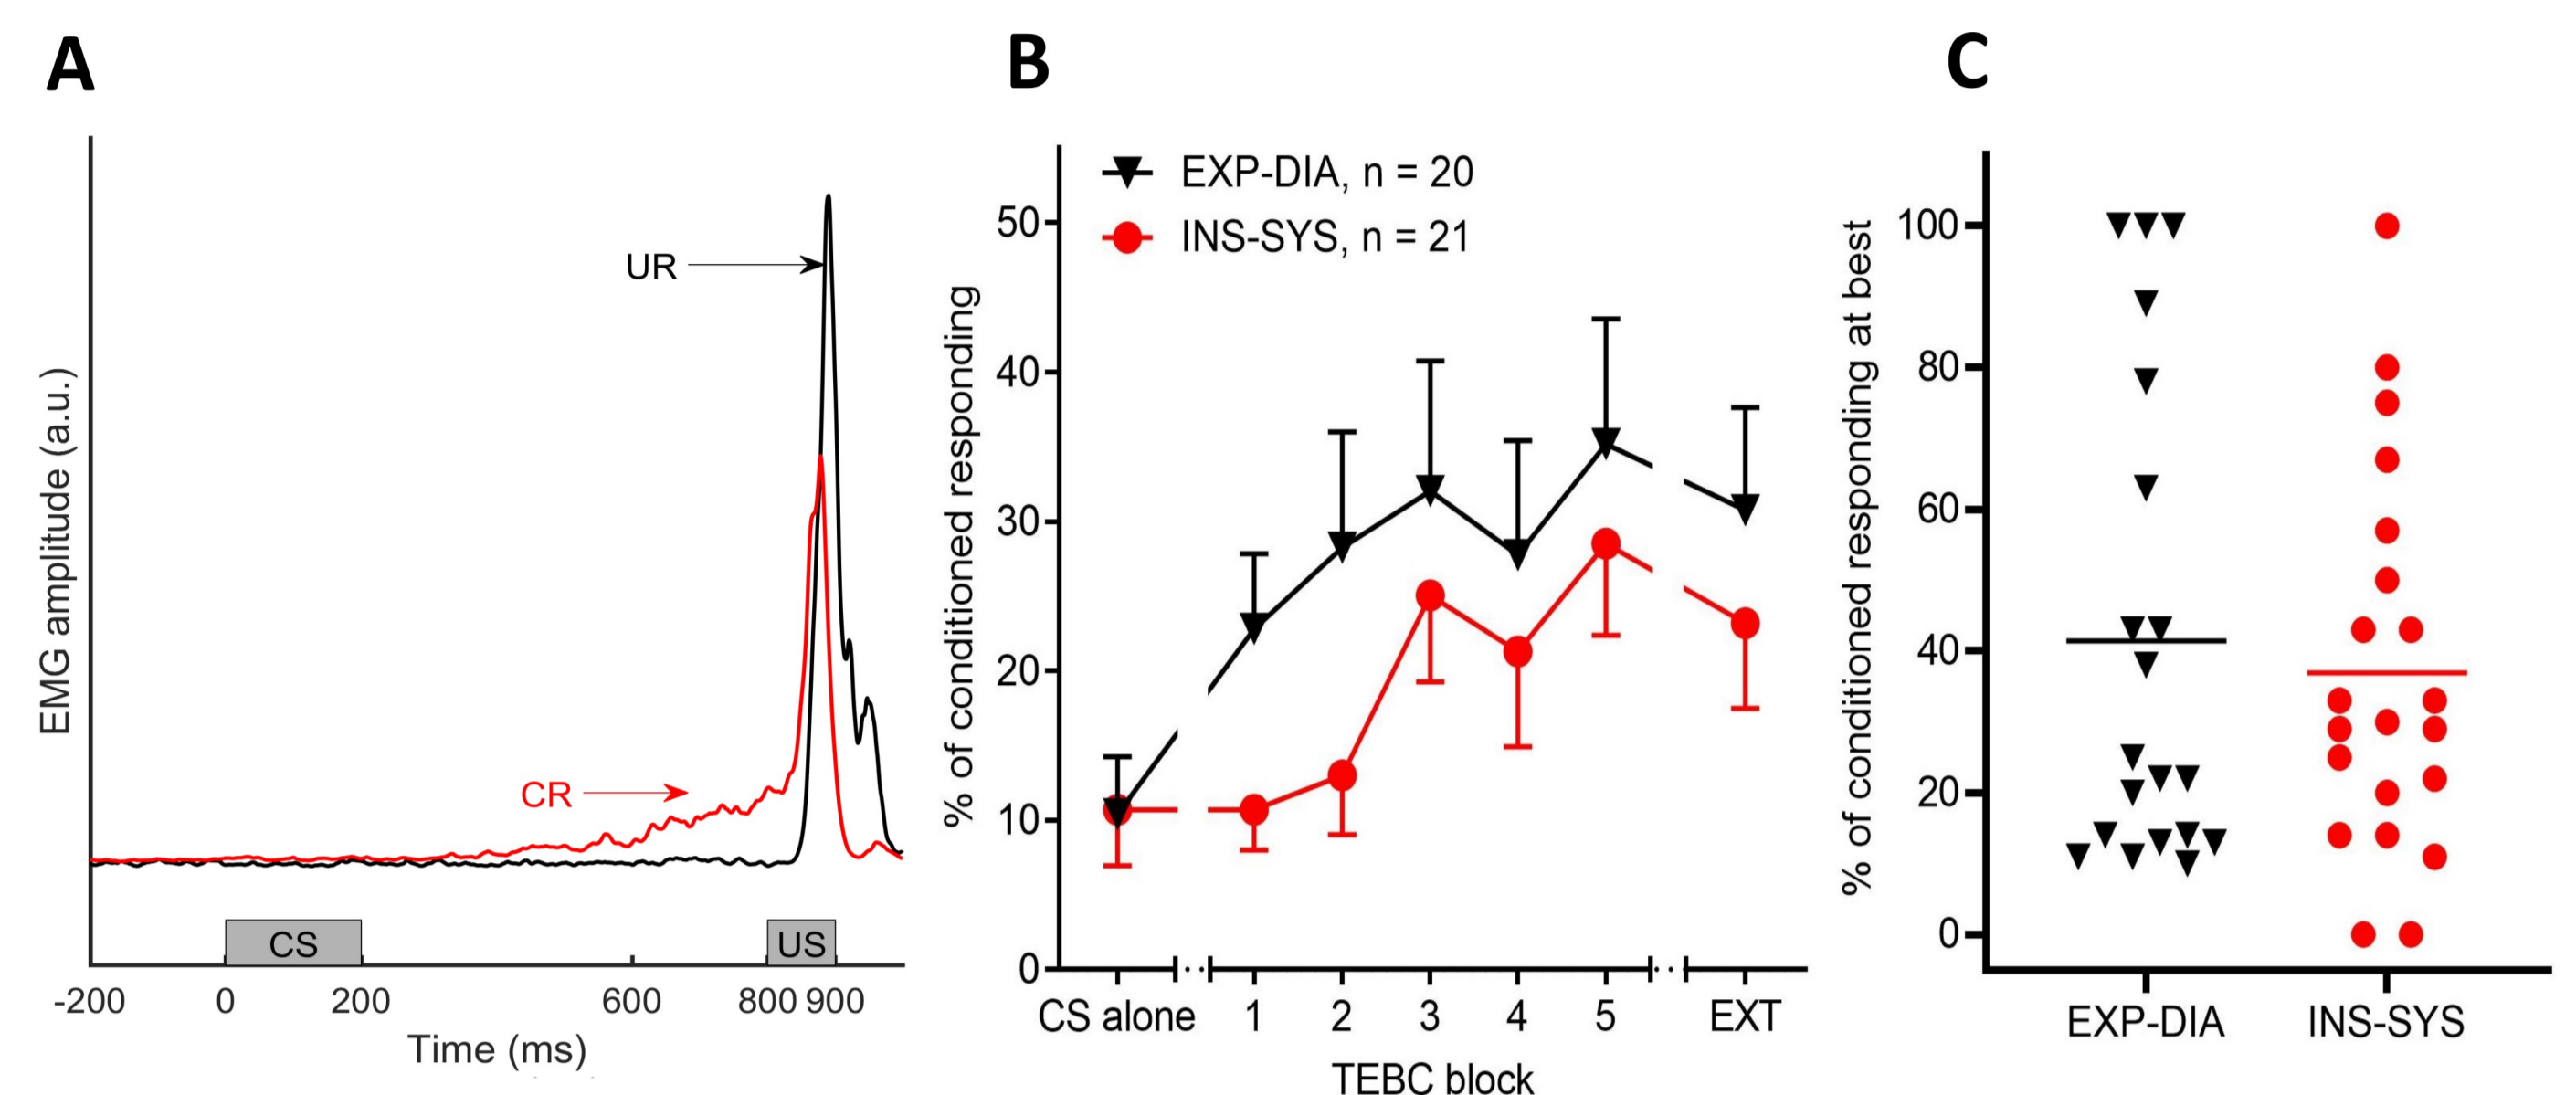 A
EMG amplitude (a.u.)
UR
CR
CS
US
-200 0 200 600 800 900
Time (ms)
B
EXP-DIA, n = 20
INS-SYS, n = 21
% of conditioned responding
50
40
30
20
10
0
CS alone 1 2 3 4 5 EXT
TEBC block
C
% of conditioned responding at best
100
80
60
40
20
0
EXP-DIA INS-SYS